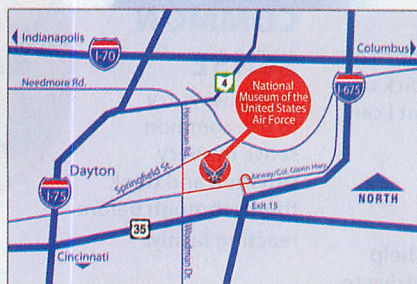 Indianapolis
I-70
Columbus
Needmore Rd.
4
Harshman Rd.
National
Museum of the
United States
Air Force
I-675
Springfield St.
Dayton
Airway/Col. Glenn Hwy.
I-75
NORTH
Exit 15
35
Woodman Dr.
Cincinnati